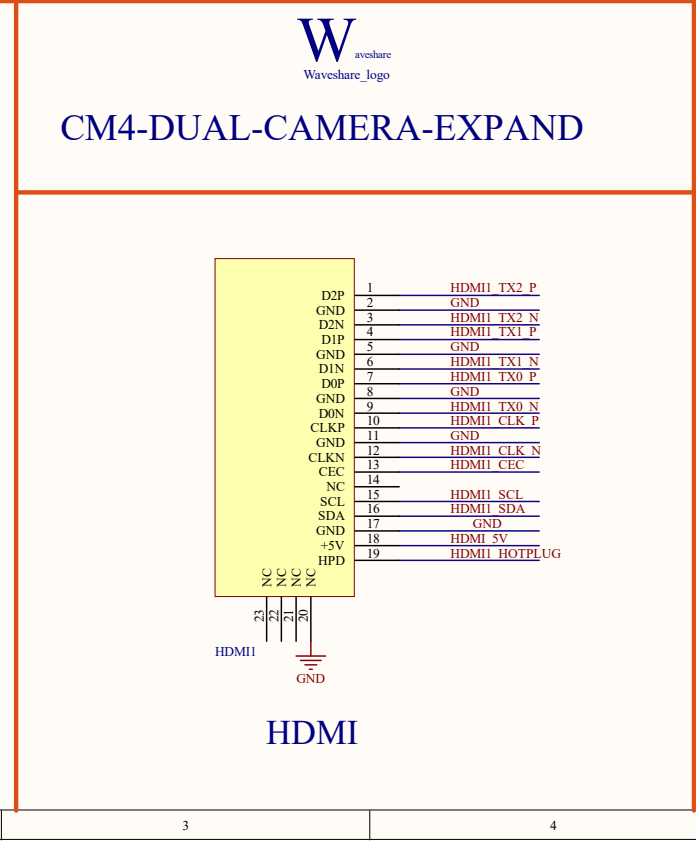 W aveshare
Waveshare_logo
CM4-DUAL-CAMERA-EXPAND
D2P 1 HDMI1_TX2_P
GND 2 GND
D2N 3 HDMI1_TX2_N
D1P 4 HDMI1_TX1_P
GND 5 GND
D1N 6 HDMI1_TX1_N
D0P 7 HDMI1_TX0_P
GND 8 GND
D0N 9 HDMI1_TX0_N
CLKP 10 HDMI1_CLK_P
GND 11 GND
CLKN 12 HDMI1_CLK_N
CEC 13 HDMI1_CEC
NC 14
SCL 15 HDMI1_SCL
SDA 16 HDMI1_SDA
GND 17 GND
+5V 18 HDMI_5V
HPD 19 HDMI1_HOTPLUG
NC NC NC NC
23 22 21 20
HDMI1
GND
HDMI
3 4